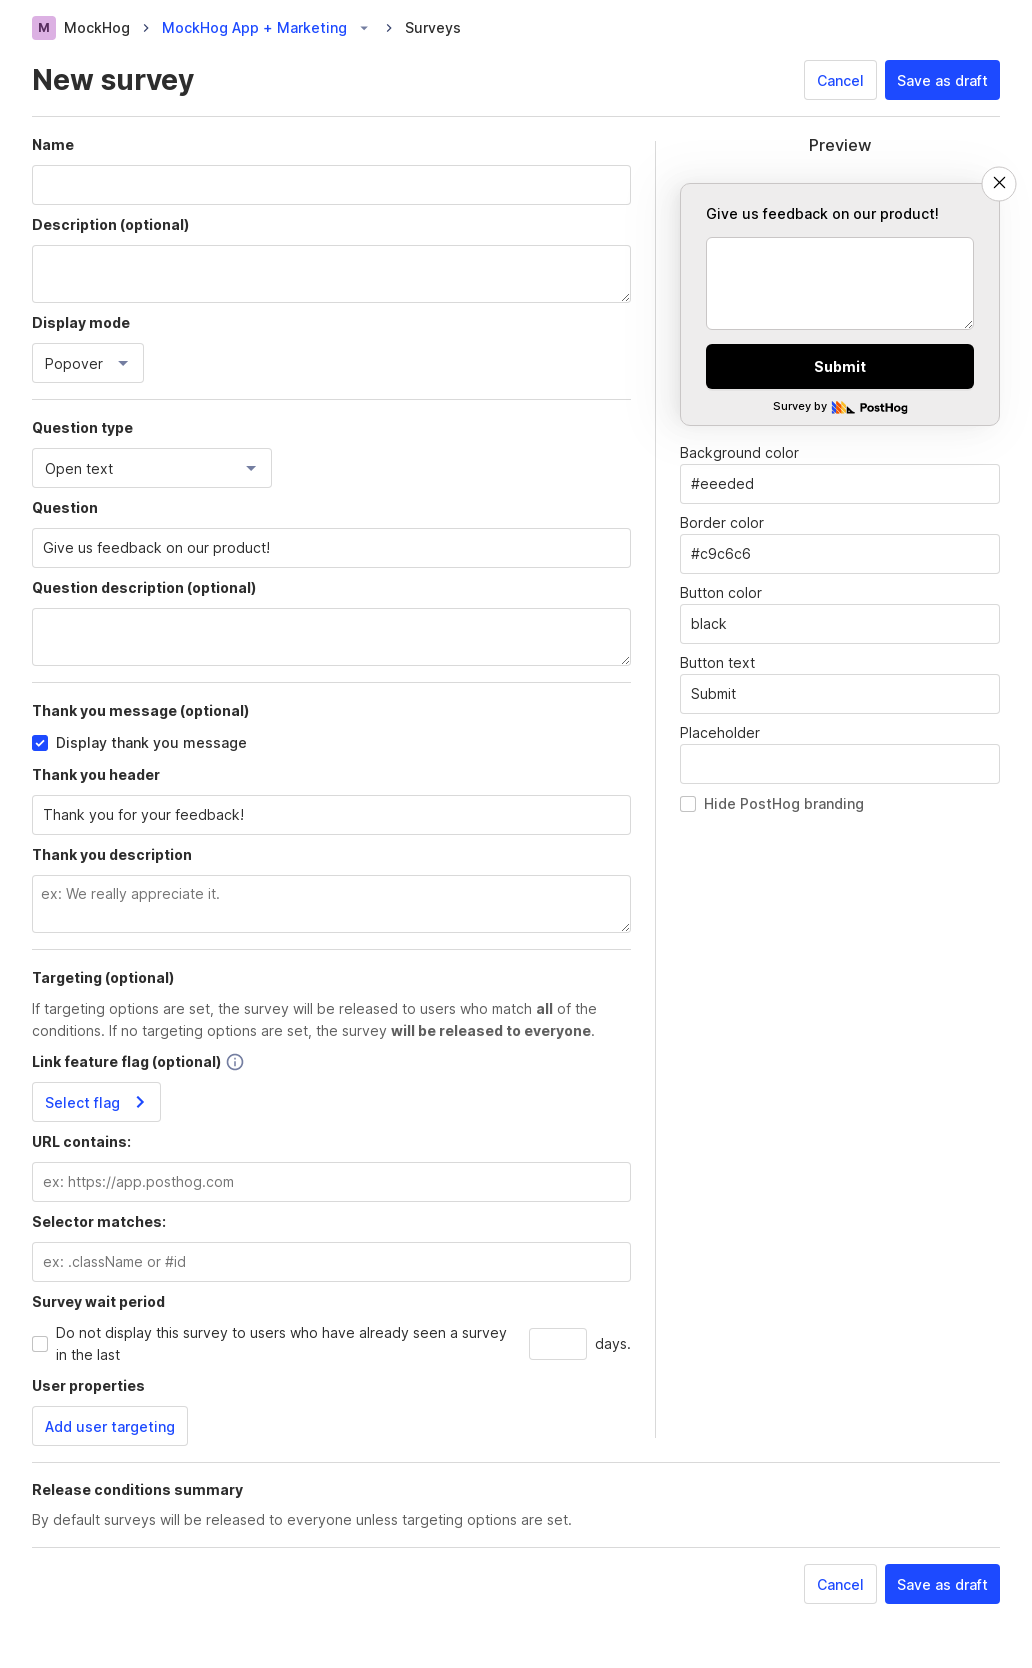 M MockHog > MockHog App + Marketing > Surveys
New survey
Cancel Save as draft
Name
Description (optional)
Display mode
Popover
Question type
Open text
Question
Give us feedback on our product!
Question description (optional)
Thank you message (optional)
Display thank you message
Thank you header
Thank you for your feedback!
Thank you description
ex: We really appreciate it.
Targeting (optional)
If targeting options are set, the survey will be released to users who match all of the
conditions. If no targeting options are set, the survey will be released to everyone.
Link feature flag (optional)
Select flag
URL contains:
ex: https://app.posthog.com
Selector matches:
ex: .className or #id
Survey wait period
Do not display this survey to users who have already seen a survey
in the last
days.
User properties
Add user targeting
Preview
Give us feedback on our product!
Submit
Survey by PostHog
Background color
#eeeded
Border color
#c9c6c6
Button color
black
Button text
Submit
Placeholder
Hide PostHog branding
Release conditions summary
By default surveys will be released to everyone unless targeting options are set.
Cancel Save as draft